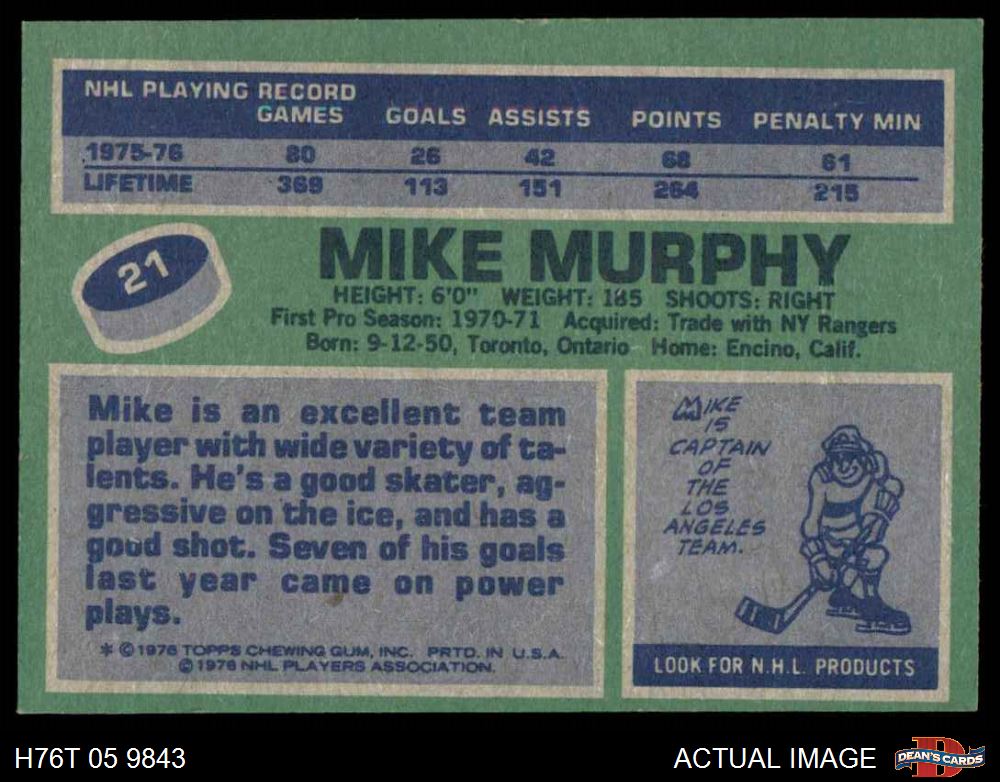 NHL PLAYING RECORD
GAMES GOALS ASSISTS POINTS PENALTY MIN
1975-76 80 26 42 68 61
LIFETIME 369 113 151 264 215
21
MIKE MURPHY
HEIGHT: 6'0" WEIGHT: 185 SHOOTS: RIGHT
First Pro Season: 1970-71 Acquired: Trade with NY Rangers
Born: 9-12-50, Toronto, Ontario Home: Encino, Calif.
Mike is an excellent team
player with wide variety of ta-
lents. He's a good skater, ag-
gressive on the ice, and has a
good shot. Seven of his goals
last year came on power
plays.
* ©1976 TOPPS CHEWING GUM, INC. PRTD. IN U.S.A.
©1976 NHL PLAYERS ASSOCIATION.
MIKE
IS
CAPTAIN
OF
THE
LOS
ANGELES
TEAM.
LOOK FOR N.H.L. PRODUCTS
H76T 05 9843 ACTUAL IMAGE
D
DEAN'S CARDS